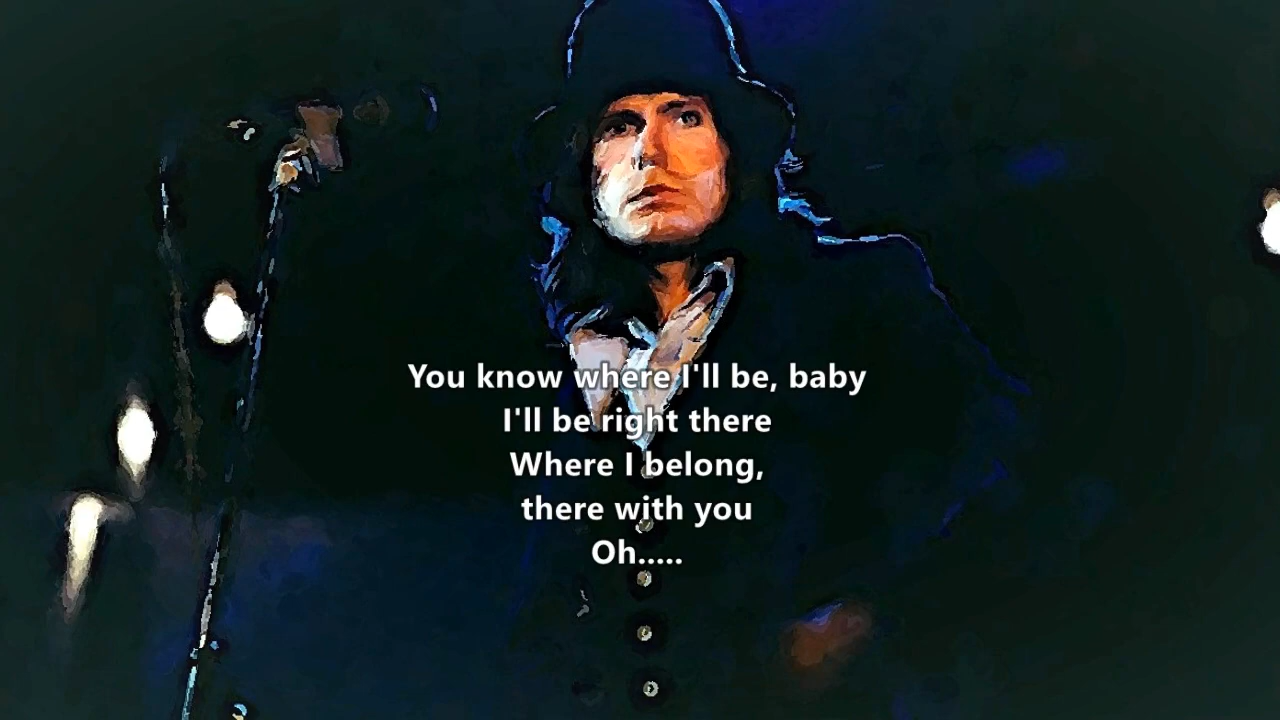 You know where I'll be, baby
I'll be right there
Where I belong,
there with you
Oh.....